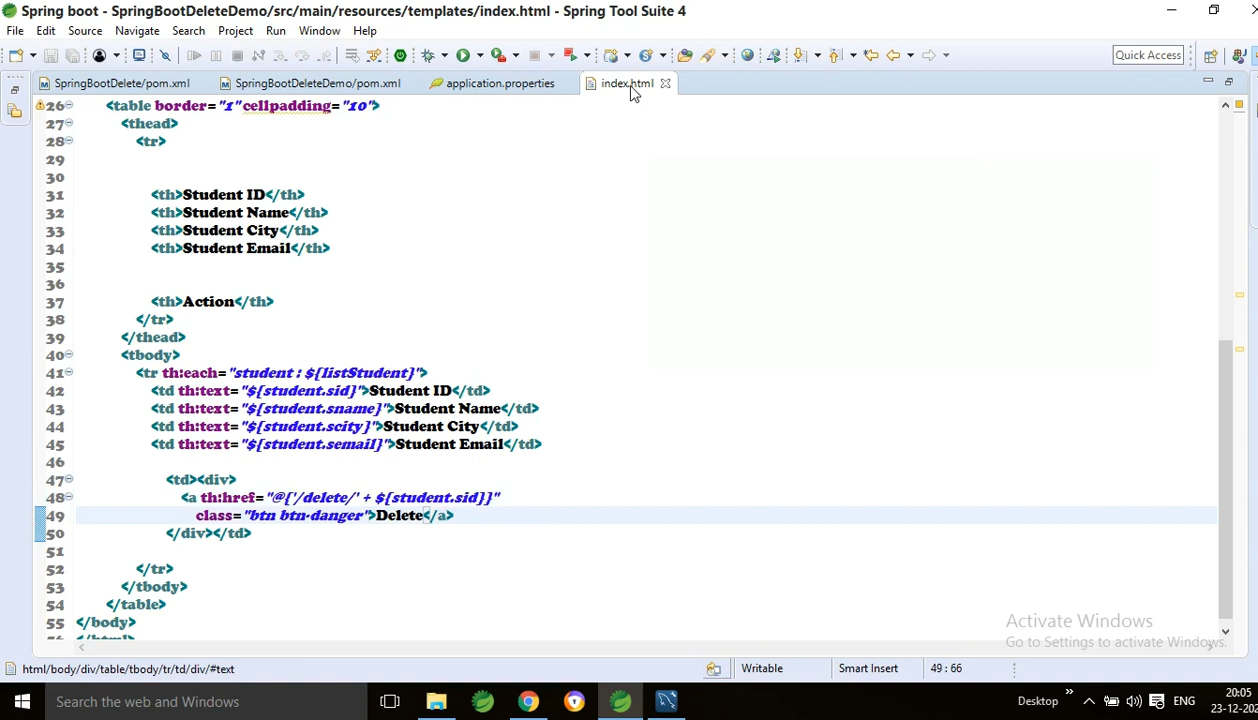 Spring boot - SpringBootDeleteDemo/src/main/resources/templates/index.html - Spring Tool Suite 4
File Edit Source Navigate Search Project Run Window Help
Quick Access
SpringBootDelete/pom.xml SpringBootDeleteDemo/pom.xml application.properties index.html
26 <table border="1"cellpadding="10">
27 <thead>
28 <tr>
29
30
31 <th>Student ID</th>
32 <th>Student Name</th>
33 <th>Student City</th>
34 <th>Student Email</th>
35
36
37 <th>Action</th>
38 </tr>
39 </thead>
40 <tbody>
41 <tr th:each="student : ${listStudent}">
42 <td th:text="${student.sid}">Student ID</td>
43 <td th:text="${student.sname}">Student Name</td>
44 <td th:text="${student.scity}">Student City</td>
45 <td th:text="${student.semail}">Student Email</td>
46
47 <td><div>
48 <a th:href="@{'/delete/' + ${student.sid}}"
49 class="btn btn-danger">Delete</a>
50 </div></td>
51
52 </tr>
53 </tbody>
54 </table>
55 </body>
Activate Windows
Go to Settings to activate Windows.
html/body/div/table/tbody/tr/td/div/#text Writable Smart Insert 49 : 66
Search the web and Windows Desktop ENG 20:05
23-12-202